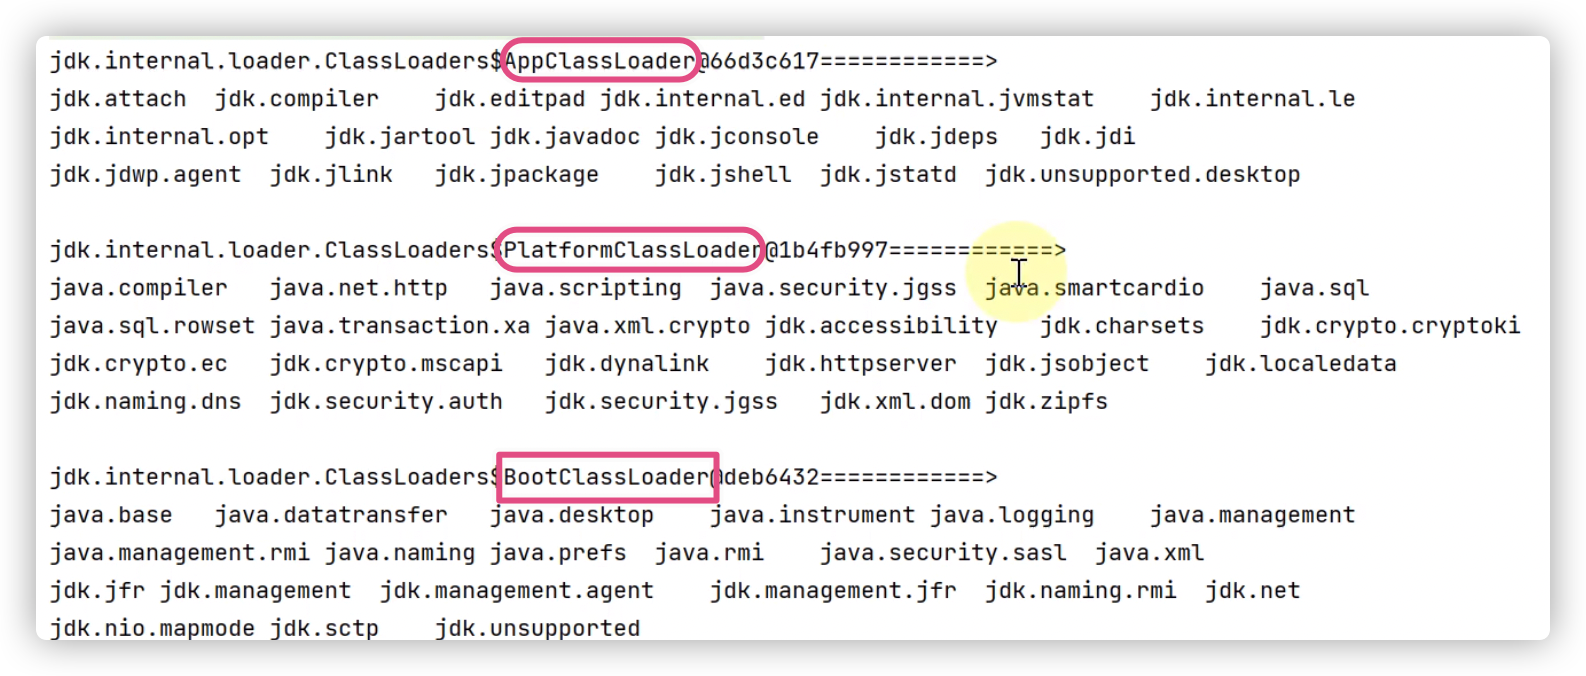 jdk.internal.loader.ClassLoaders$AppClassLoader@66d3c617============>
jdk.attach jdk.compiler jdk.editpad jdk.internal.ed jdk.internal.jvmstat jdk.internal.le
jdk.internal.opt jdk.jartool jdk.javadoc jdk.jconsole jdk.jdeps jdk.jdi
jdk.jdwp.agent jdk.jlink jdk.jpackage jdk.jshell jdk.jstatd jdk.unsupported.desktop
jdk.internal.loader.ClassLoaders$PlatformClassLoader@1b4fb997============>
java.compiler java.net.http java.scripting java.security.jgss java.smartcardio java.sql
java.sql.rowset java.transaction.xa java.xml.crypto jdk.accessibility jdk.charsets jdk.crypto.cryptoki
jdk.crypto.ec jdk.crypto.mscapi jdk.dynalink jdk.httpserver jdk.jsobject jdk.localedata
jdk.naming.dns jdk.security.auth jdk.security.jgss jdk.xml.dom jdk.zipfs
jdk.internal.loader.ClassLoaders$BootClassLoader@deb6432============>
java.base java.datatransfer java.desktop java.instrument java.logging java.management
java.management.rmi java.naming java.prefs java.rmi java.security.sasl java.xml
jdk.jfr jdk.management jdk.management.agent jdk.management.jfr jdk.naming.rmi jdk.net
jdk.nio.mapmode jdk.sctp jdk.unsupported